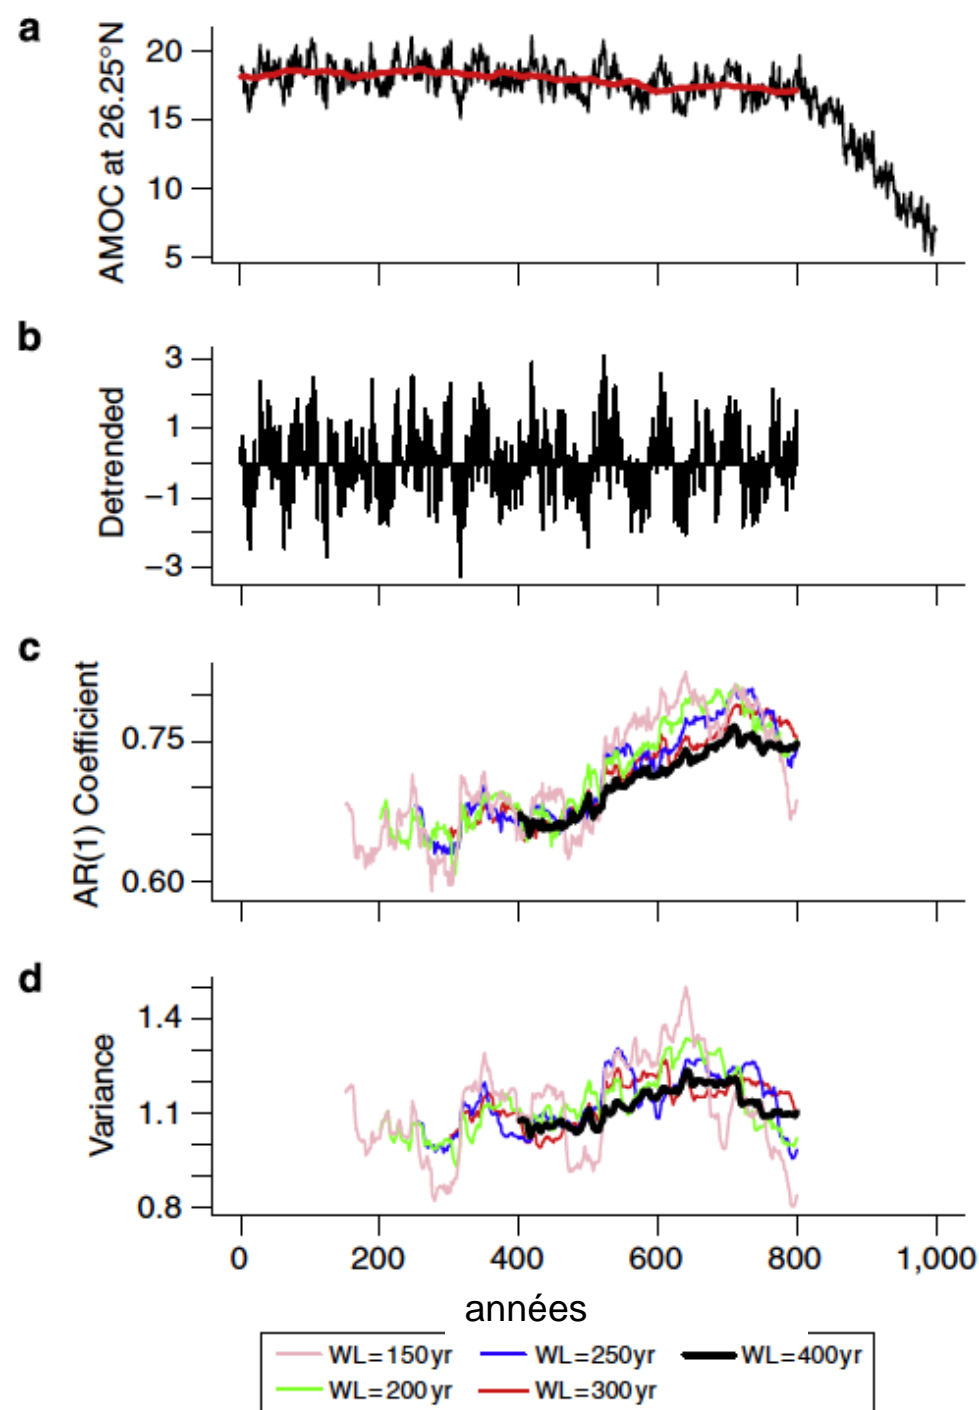 a
AMOC at 26.25°N
20
15
10
5
b
Detrended
3
1
−1
−3
c
AR(1) Coefficient
0.75
0.60
d
Variance
1.4
1.1
0.8
0 200 400 600 800 1,000
années
WL=150yr WL=250yr WL=400yr
WL=200yr WL=300yr